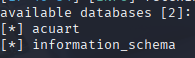 available databases [2]:
[*] acuart
[*] information_schema